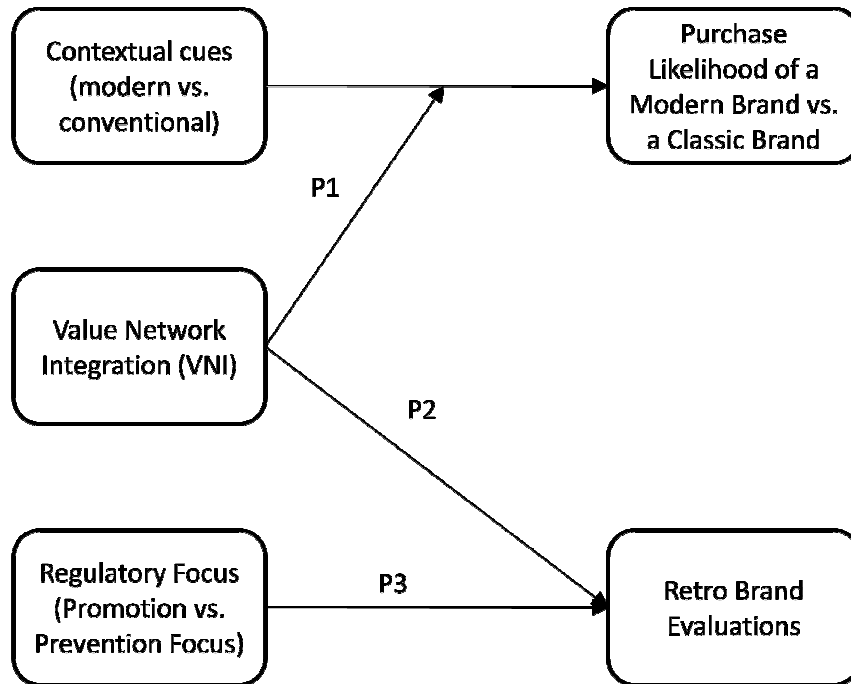 Contextual cues
(modern vs.
conventional)
Purchase
Likelihood of a
Modern Brand vs.
a Classic Brand
P1
Value Network
Integration (VNI)
P2
Regulatory Focus
(Promotion vs.
Prevention Focus)
P3
Retro Brand
Evaluations